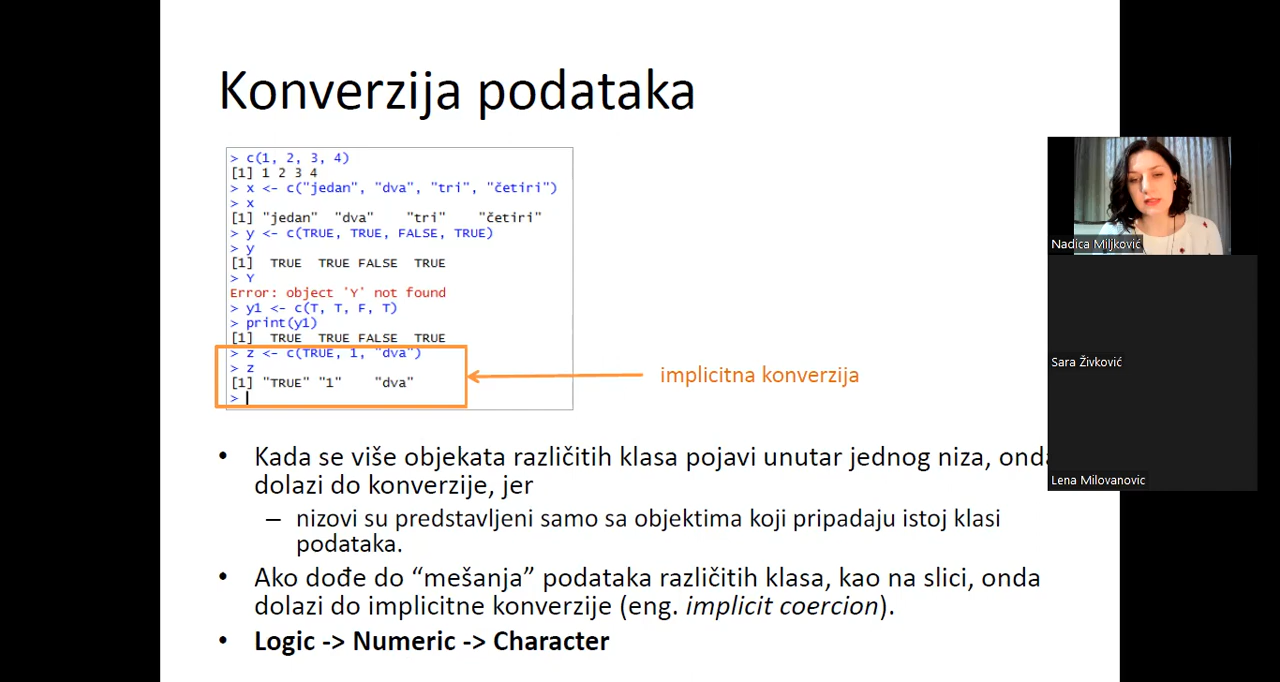 Konverzija podataka
> c(1, 2, 3, 4)
[1] 1 2 3 4
> x <- c("jedan", "dva", "tri", "četiri")
> x
[1] "jedan" "dva" "tri" "četiri"
> y <- c(TRUE, TRUE, FALSE, TRUE)
> y
[1] TRUE TRUE FALSE TRUE
> Y
Error: object 'Y' not found
> y1 <- c(T, T, F, T)
> print(y1)
[1] TRUE TRUE FALSE TRUE
> z <- c(TRUE, 1, "dva")
> z
[1] "TRUE" "1" "dva"
>
implicitna konverzija
• Kada se više objekata različitih klasa pojavi unutar jednog niza, onda
dolazi do konverzije, jer
– nizovi su predstavljeni samo sa objektima koji pripadaju istoj klasi
podataka.
• Ako dođe do “mešanja” podataka različitih klasa, kao na slici, onda
dolazi do implicitne konverzije (eng. implicit coercion).
• Logic -> Numeric -> Character
Nadica Miljković
Sara Živković
Lena Milovanovic